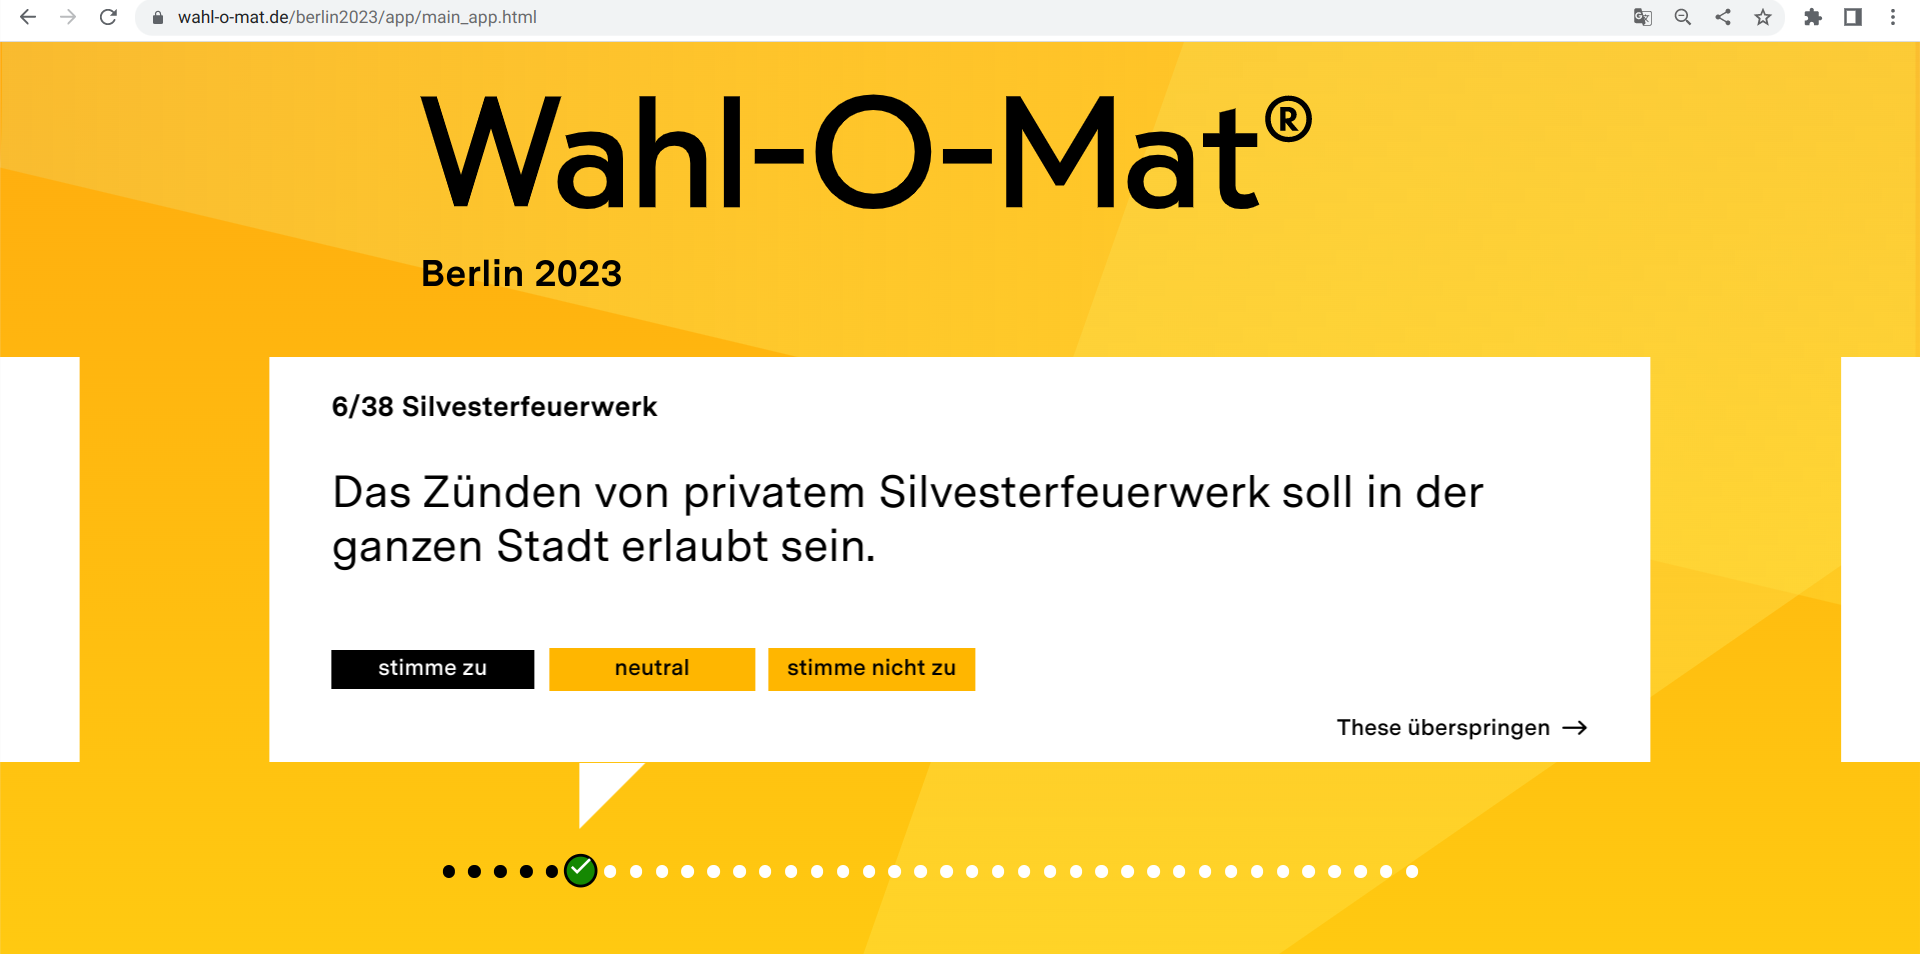 wahl-o-mat.de/berlin2023/app/main_app.html
Wahl-O-Mat®
Berlin 2023
6/38 Silvesterfeuerwerk
Das Zünden von privatem Silvesterfeuerwerk soll in der
ganzen Stadt erlaubt sein.
stimme zu neutral stimme nicht zu
These überspringen →